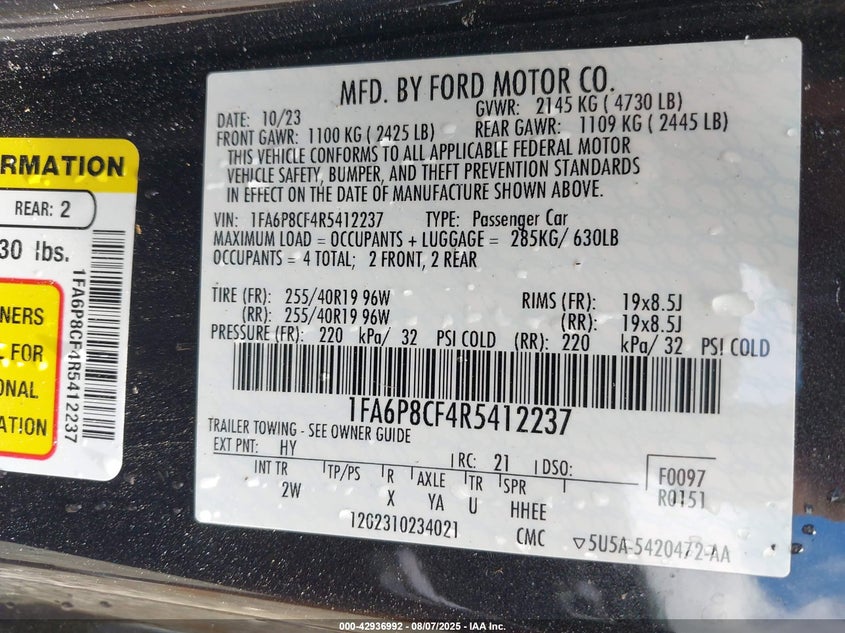 MFD. BY FORD MOTOR CO.
DATE: 10/23
GVWR: 2145 KG ( 4730 LB)
FRONT GAWR: 1100 KG ( 2425 LB)
REAR GAWR: 1109 KG ( 2445 LB)
THIS VEHICLE CONFORMS TO ALL APPLICABLE FEDERAL MOTOR
VEHICLE SAFETY, BUMPER, AND THEFT PREVENTION STANDARDS
IN EFFECT ON THE DATE OF MANUFACTURE SHOWN ABOVE.
VIN: 1FA6P8CF4R5412237 TYPE: Passenger Car
MAXIMUM LOAD = OCCUPANTS + LUGGAGE = 285KG/ 630LB
OCCUPANTS = 4 TOTAL; 2 FRONT, 2 REAR
TIRE (FR): 255/40R19 96W RIMS (FR): 19x8.5J
(RR): 255/40R19 96W (RR): 19x8.5J
PRESSURE (FR): 220 kPa/ 32 PSI COLD (RR): 220 kPa/ 32 PSI COLD
1FA6P8CF4R5412237
TRAILER TOWING - SEE OWNER GUIDE
EXT PNT: HY RC: 21 DSO:
INT TR TP/PS R AXLE TR SPR
2W X YA U HHEE
F0097
R0151
12G2310234021 CMC ▽5U5A-5420472-AA
RMATION
REAR: 2
30 lbs.
NERS
L FOR
ONAL
ATION
1FA6P8CF4R5412237
000-42936992 - 08/07/2025 - IAA Inc.